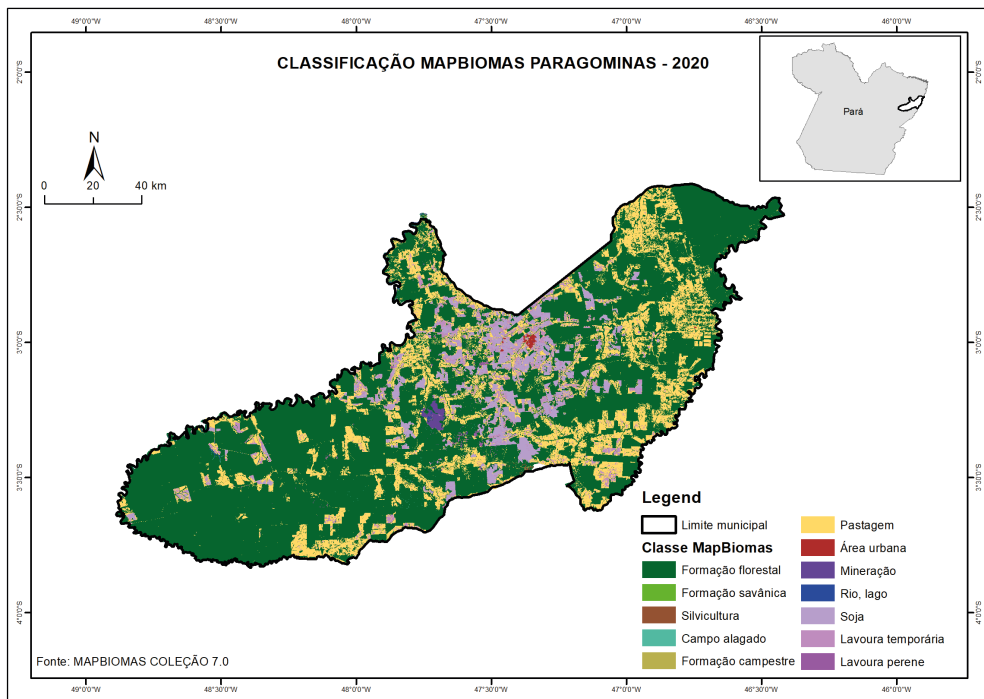 49°0'0"W 48°30'0"W 48°0'0"W 47°30'0"W 47°0'0"W 46°30'0"W 46°0'0"W
CLASSIFICAÇÃO MAPBIOMAS PARAGOMINAS - 2020
Pará
N
0 20 40 km
2°0'0"S 2°0'0"S
2°30'0"S 2°30'0"S
3°0'0"S 3°0'0"S
3°30'0"S 3°30'0"S
4°0'0"S 4°0'0"S
Legend
Limite municipal
Classe MapBiomas
Formação florestal
Formação savânica
Silvicultura
Campo alagado
Formação campestre
Pastagem
Área urbana
Mineração
Rio, lago
Soja
Lavoura temporária
Lavoura perene
Fonte: MAPBIOMAS COLEÇÃO 7.0
49°0'0"W 48°30'0"W 48°0'0"W 47°30'0"W 47°0'0"W 46°30'0"W 46°0'0"W